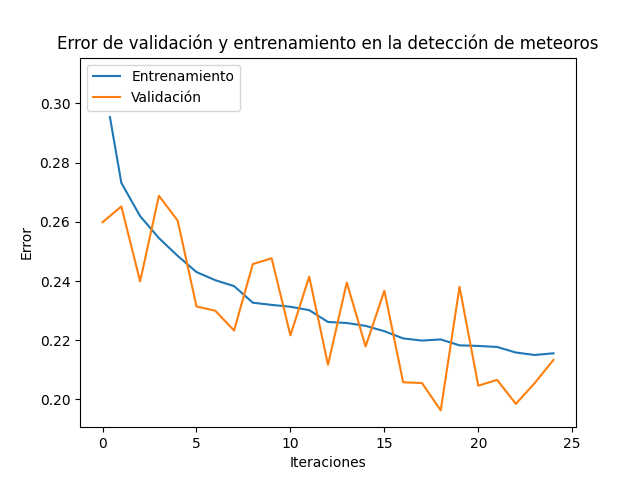 Error de validación y entrenamiento en la detección de meteoros
Entrenamiento
Validación
0.30
0.28
0.26
0.24
0.22
0.20
Error
0
5
10
15
20
25
Iteraciones